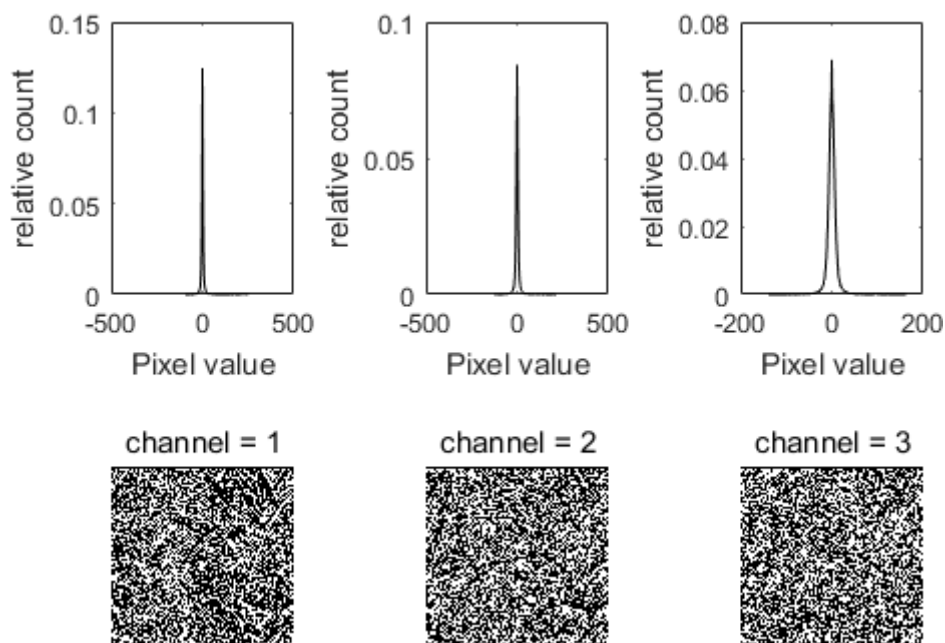 0.15
0.1
0.05
0
relative count
-500 0 500
Pixel value
0.1
0.05
0
relative count
-500 0 500
Pixel value
0.08
0.06
0.04
0.02
0
relative count
-200 0 200
Pixel value
channel = 1
channel = 2
channel = 3